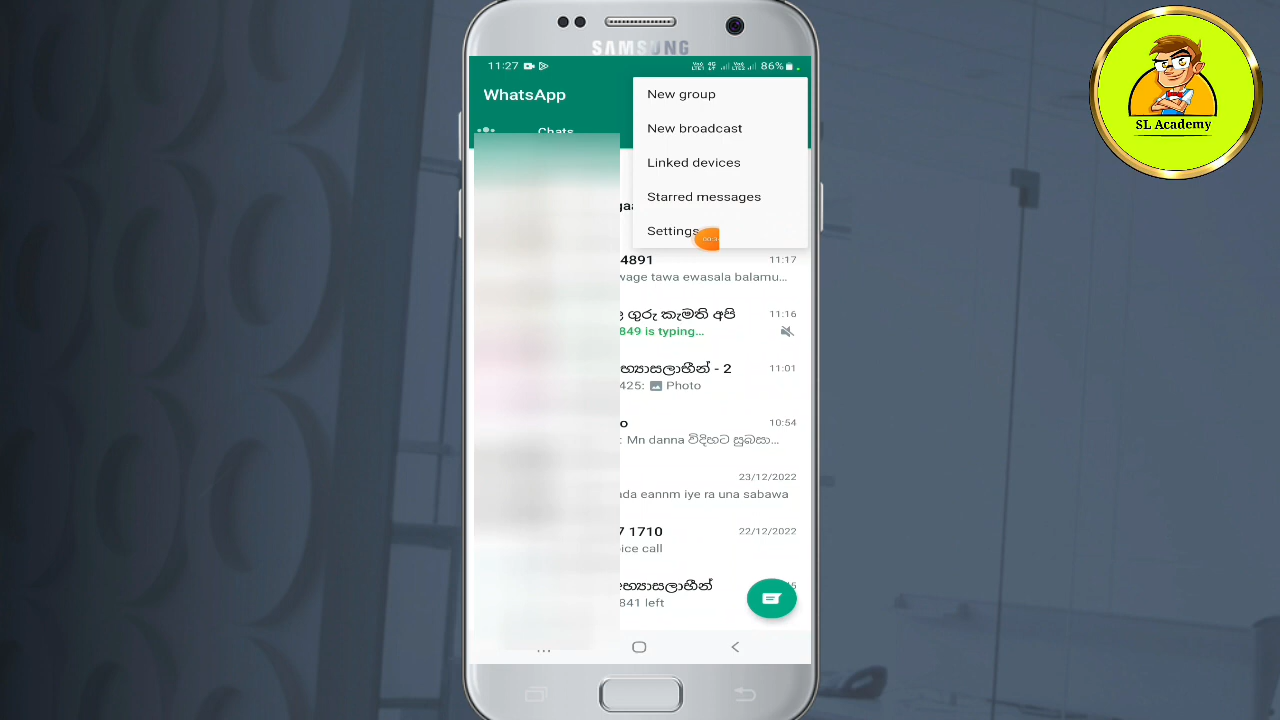 SAMSUNG
11:27
86%
WhatsApp
Chats
New group
New broadcast
Linked devices
Starred messages
Settings
4891
11:17
wage tawa ewasala balamu...
ගුරු කැමති අපි
11:16
849 is typing...
භ්‍යාසලාභීන් - 2
11:01
425: Photo
10:54
: Mn danna විදිහට සුබසා...
23/12/2022
da eannm iye ra una sabawa
7 1710
22/12/2022
ice call
භ්‍යාසලාභීන්
841 left
SL Academy